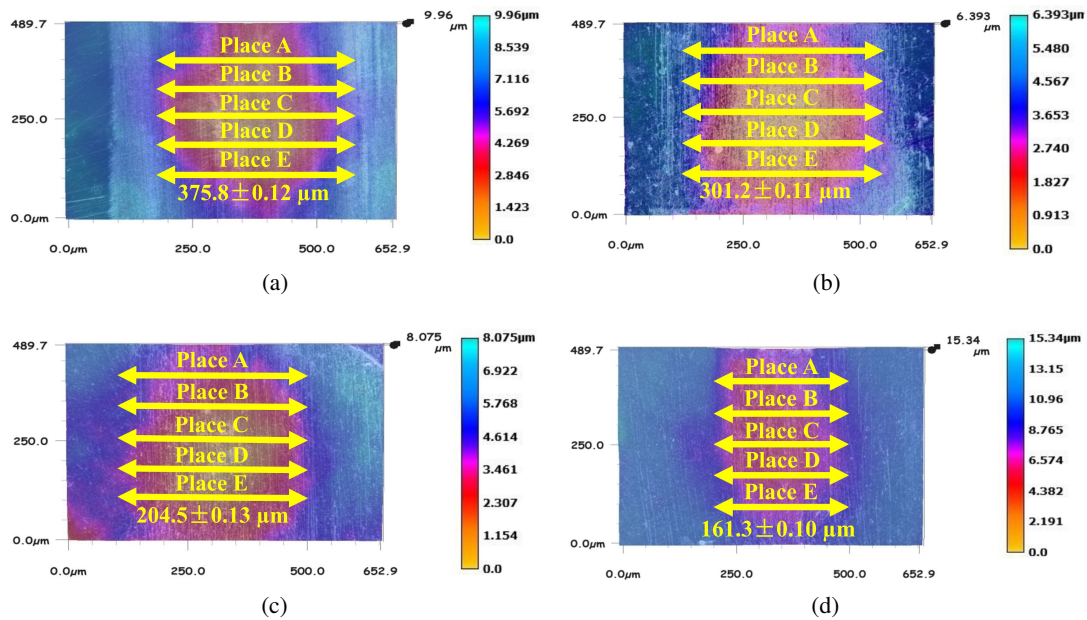 489.7
9.96
µm
9.96µm
8.539
7.116
5.692
4.269
2.846
1.423
0.0
250.0
0.0µm
Place A
Place B
Place C
Place D
Place E
375.8±0.12 µm
0.0µm
250.0
500.0
652.9
(a)
489.7
6.393
µm
6.393µm
5.480
4.567
3.653
2.740
1.827
0.913
0.0
250.0
0.0µm
Place A
Place B
Place C
Place D
Place E
301.2±0.11 µm
0.0µm
250.0
500.0
652.9
(b)
489.7
8.075
µm
8.075µm
6.922
5.768
4.614
3.461
2.307
1.154
0.0
250.0
0.0µm
Place A
Place B
Place C
Place D
Place E
204.5±0.13 µm
0.0µm
250.0
500.0
652.9
(c)
489.7
15.34
µm
15.34µm
13.15
10.96
8.765
6.574
4.382
2.191
0.0
250.0
0.0µm
Place A
Place B
Place C
Place D
Place E
161.3±0.10 µm
0.0µm
250.0
500.0
652.9
(d)